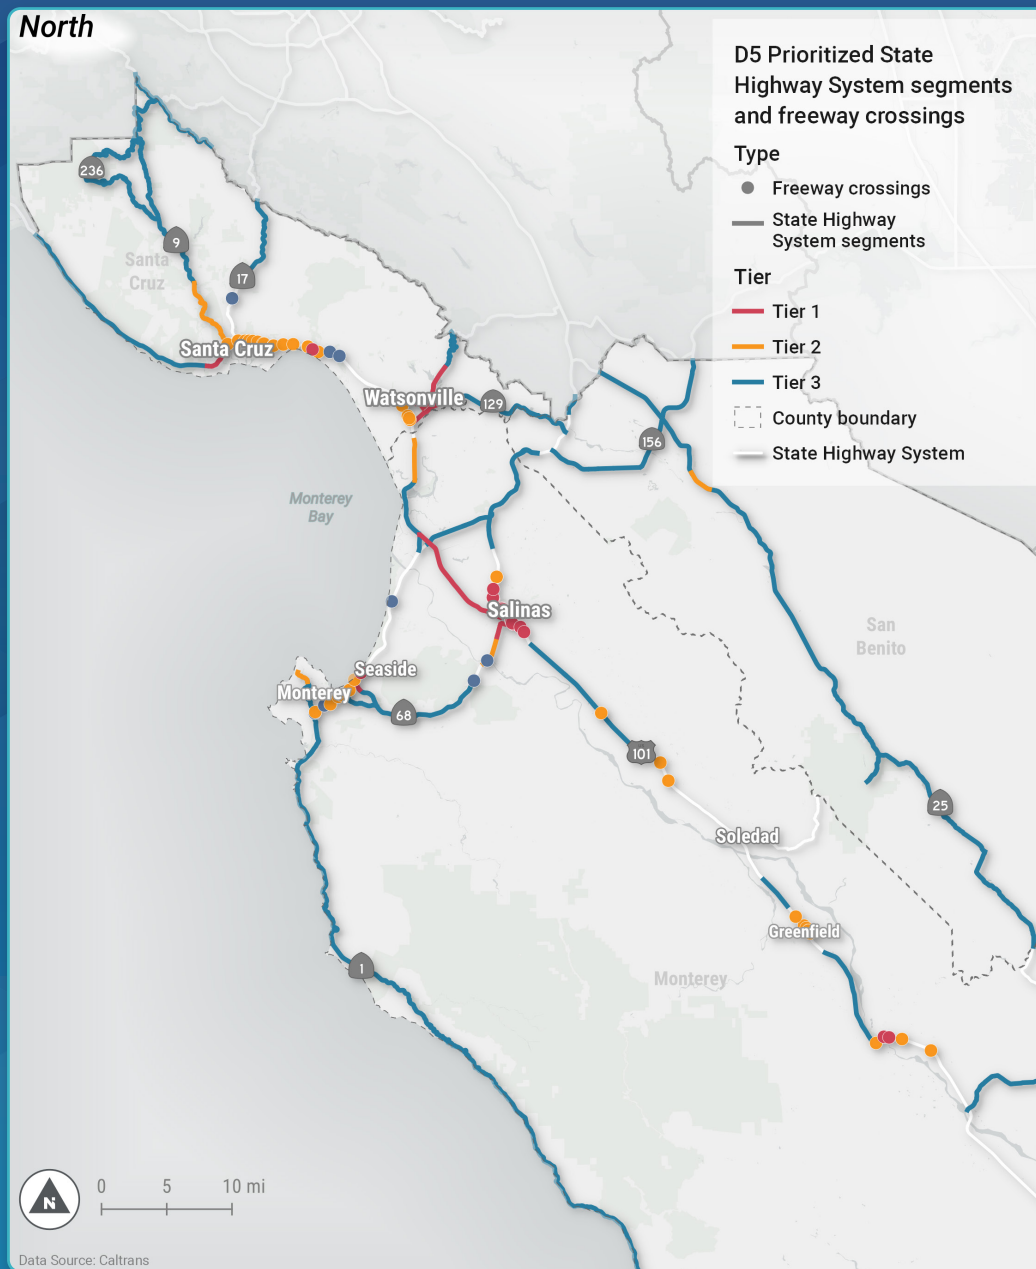 North
D5 Prioritized State
Highway System segments
and freeway crossings
Type
Freeway crossings
State Highway
System segments
Tier
Tier 1
Tier 2
Tier 3
County boundary
State Highway System
236
9
Santa
Cruz
17
Santa Cruz
Watsonville
129
156
Monterey
Bay
Salinas
San
Benito
Seaside
Monterey
68
101
25
Soledad
Greenfield
1
Monterey
N
0 5 10 mi
Data Source: Caltrans